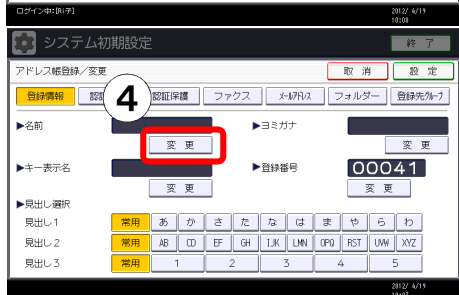 ログイン中:[Ri子]
2012/ 4/19
10:08
システム初期設定
終 了
アドレス帳登録/変更
取 消
設 定
登録情報
認証保護
ファクス
メールアドレス
フォルダー
登録先グループ
④
▶名前
変 更
▶ヨミガナ
変 更
▶キー表示名
変 更
▶登録番号
00041
変 更
▶見出し選択
見出し1 常用 あ か さ た な は ま や ら わ
見出し2 常用 AB CD EF GH IJK LMN OPQ RST UVW XYZ
見出し3 常用 1 2 3 4 5
2012/ 4/19